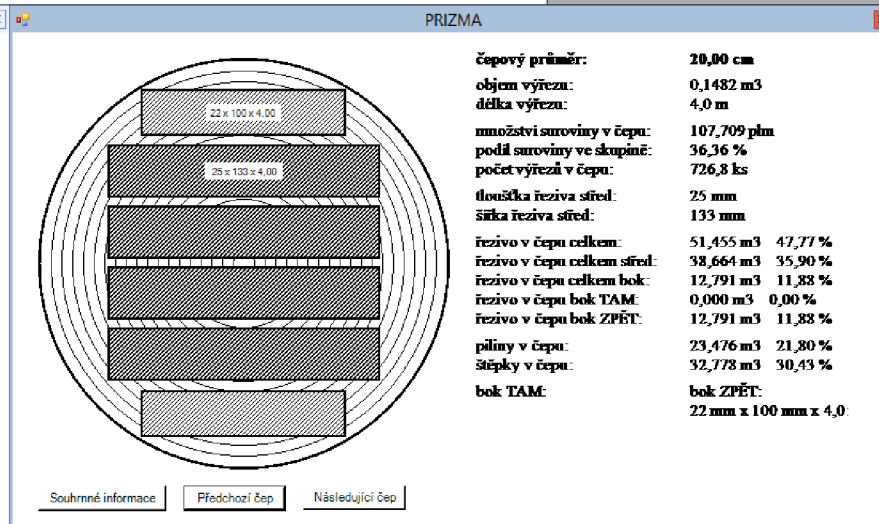 PRIZMA
22 x 100 x 4,00
25 x 133 x 4,00
čepový průměr: 20,00 cm
objem výřezu: 0,1482 m3
délka výřezu: 4,0 m
množství suroviny v čepu: 107,709 plm
podíl suroviny ve skupině: 36,36 %
počet výřezů v čepu: 726,8 ks
tloušťka řeziva střed: 25 mm
šířka řeziva střed: 133 mm
řezivo v čepu celkem: 51,455 m3 47,77 %
řezivo v čepu celkem střed: 38,664 m3 35,90 %
řezivo v čepu celkem bok: 12,791 m3 11,88 %
řezivo v čepu bok TAM: 0,000 m3 0,00 %
řezivo v čepu bok ZPĚT: 12,791 m3 11,88 %
piliny v čepu: 23,476 m3 21,80 %
štěpky v čepu: 32,778 m3 30,43 %
bok TAM: bok ZPĚT:
22 mm x 100 mm x 4,0
Souhrnné informace Předchozí čep Následující čep